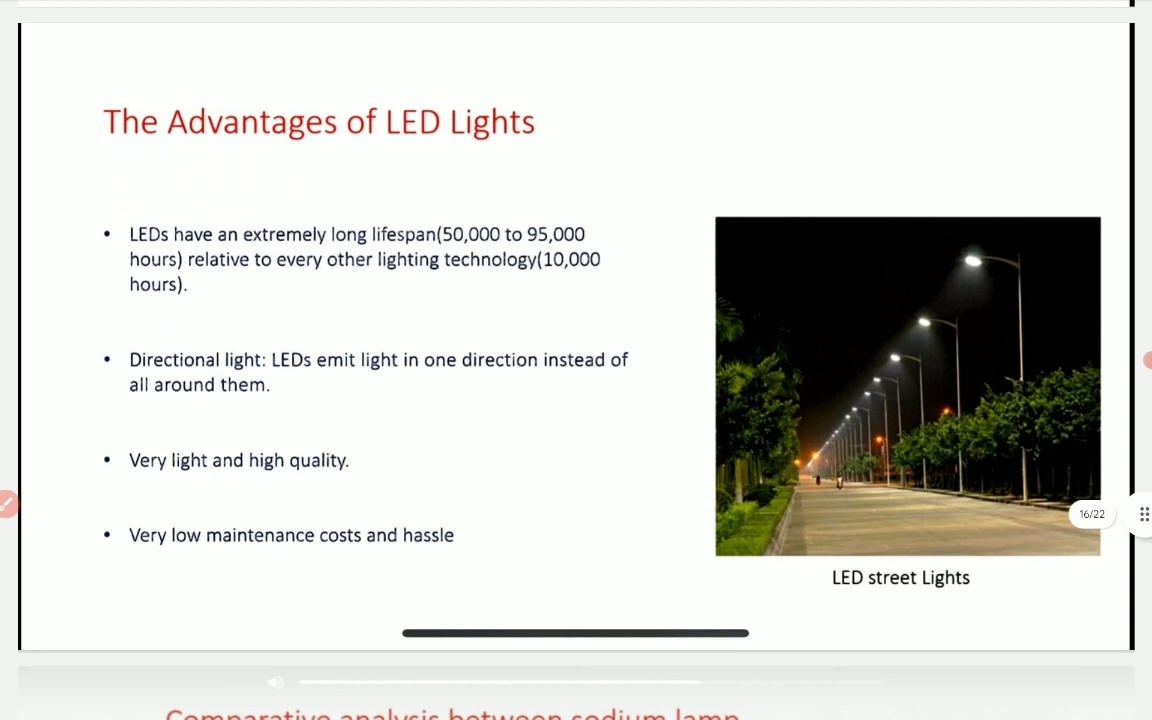 The Advantages of LED Lights
• LEDs have an extremely long lifespan(50,000 to 95,000
hours) relative to every other lighting technology(10,000
hours).
• Directional light: LEDs emit light in one direction instead of
all around them.
• Very light and high quality.
• Very low maintenance costs and hassle
LED street Lights
16/22
Comparative analysis between sodium lamp